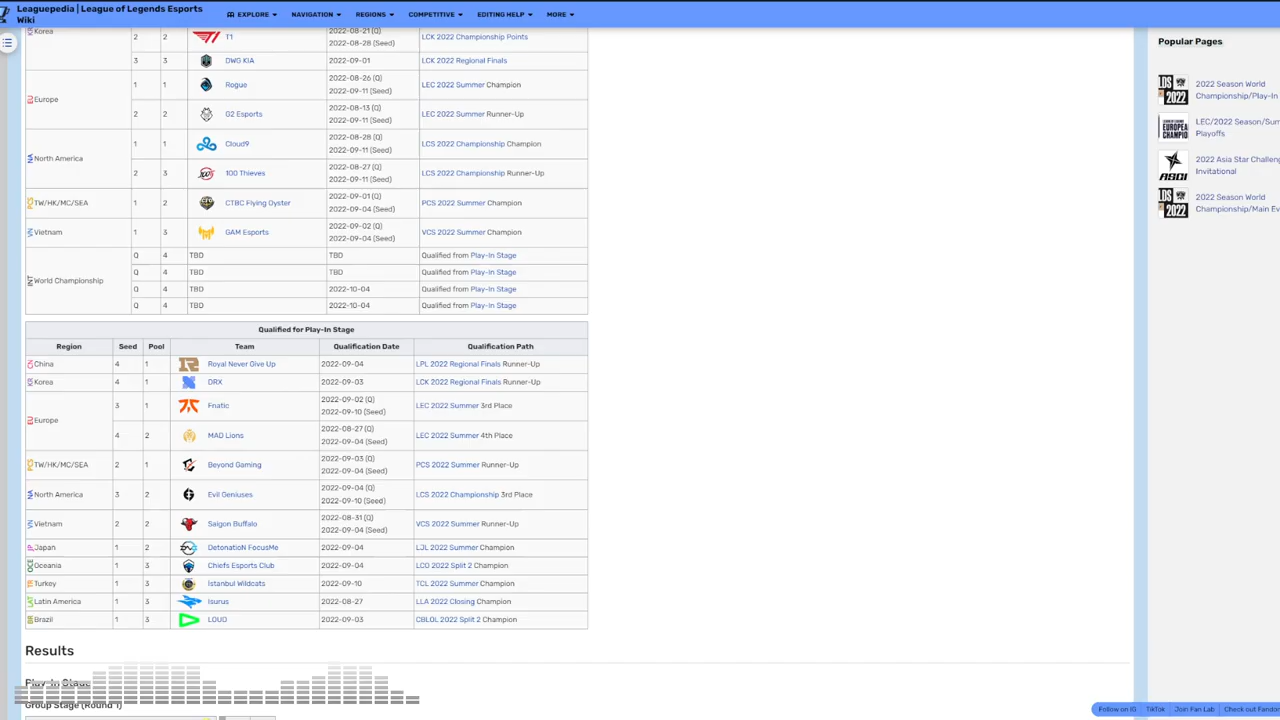 Leaguepedia | League of Legends Esports
Wiki
EXPLORE NAVIGATION REGIONS COMPETITIVE EDITING HELP MORE
Korea
2 2 T1 2022-08-21 (Q) LCK 2022 Championship Points
2022-08-28 (Seed)
3 3 DWG KIA 2022-09-01 LCK 2022 Regional Finals
Europe
1 1 Rogue 2022-08-26 (Q) LEC 2022 Summer Champion
2022-09-11 (Seed)
2 2 G2 Esports 2022-08-13 (Q) LEC 2022 Summer Runner-Up
2022-09-11 (Seed)
North America
1 1 Cloud9 2022-08-28 (Q) LCS 2022 Championship Champion
2022-09-11 (Seed)
2 3 100 Thieves 2022-08-27 (Q) LCS 2022 Championship Runner-Up
2022-09-11 (Seed)
TW/HK/MC/SEA 1 2 CTBC Flying Oyster 2022-09-01 (Q) PCS 2022 Summer Champion
2022-09-04 (Seed)
Vietnam 1 3 GAM Esports 2022-09-02 (Q) VCS 2022 Summer Champion
2022-09-04 (Seed)
World Championship
Q 4 TBD TBD Qualified from Play-In Stage
Q 4 TBD TBD Qualified from Play-In Stage
Q 4 TBD 2022-10-04 Qualified from Play-In Stage
Q 4 TBD 2022-10-04 Qualified from Play-In Stage
Qualified for Play-In Stage
Region Seed Pool Team Qualification Date Qualification Path
China 4 1 Royal Never Give Up 2022-09-04 LPL 2022 Regional Finals Runner-Up
Korea 4 1 DRX 2022-09-03 LCK 2022 Regional Finals Runner-Up
Europe
3 1 Fnatic 2022-09-02 (Q) LEC 2022 Summer 3rd Place
2022-09-10 (Seed)
4 2 MAD Lions 2022-08-27 (Q) LEC 2022 Summer 4th Place
2022-09-04 (Seed)
TW/HK/MC/SEA 2 1 Beyond Gaming 2022-09-03 (Q) PCS 2022 Summer Runner-Up
2022-09-04 (Seed)
North America 3 2 Evil Geniuses 2022-09-04 (Q) LCS 2022 Championship 3rd Place
2022-09-10 (Seed)
Vietnam 2 2 Saigon Buffalo 2022-08-31 (Q) VCS 2022 Summer Runner-Up
2022-09-04 (Seed)
Japan 1 2 DetonatioN FocusMe 2022-09-04 LJL 2022 Summer Champion
Oceania 1 3 Chiefs Esports Club 2022-09-04 LCO 2022 Split 2 Champion
Turkey 1 3 İstanbul Wildcats 2022-09-10 TCL 2022 Summer Champion
Latin America 1 3 Isurus 2022-08-27 LLA 2022 Closing Champion
Brazil 1 3 LOUD 2022-09-03 CBLOL 2022 Split 2 Champion
Results
Play-In Stage
Group Stage (Round 1)
Popular Pages
2022 Season World
Championship/Play-In
LEC/2022 Season/Sum
Playoffs
2022 Asia Star Challeng
Invitational
2022 Season World
Championship/Main Ev
Follow on IG TikTok Join Fan Lab Check out Fando